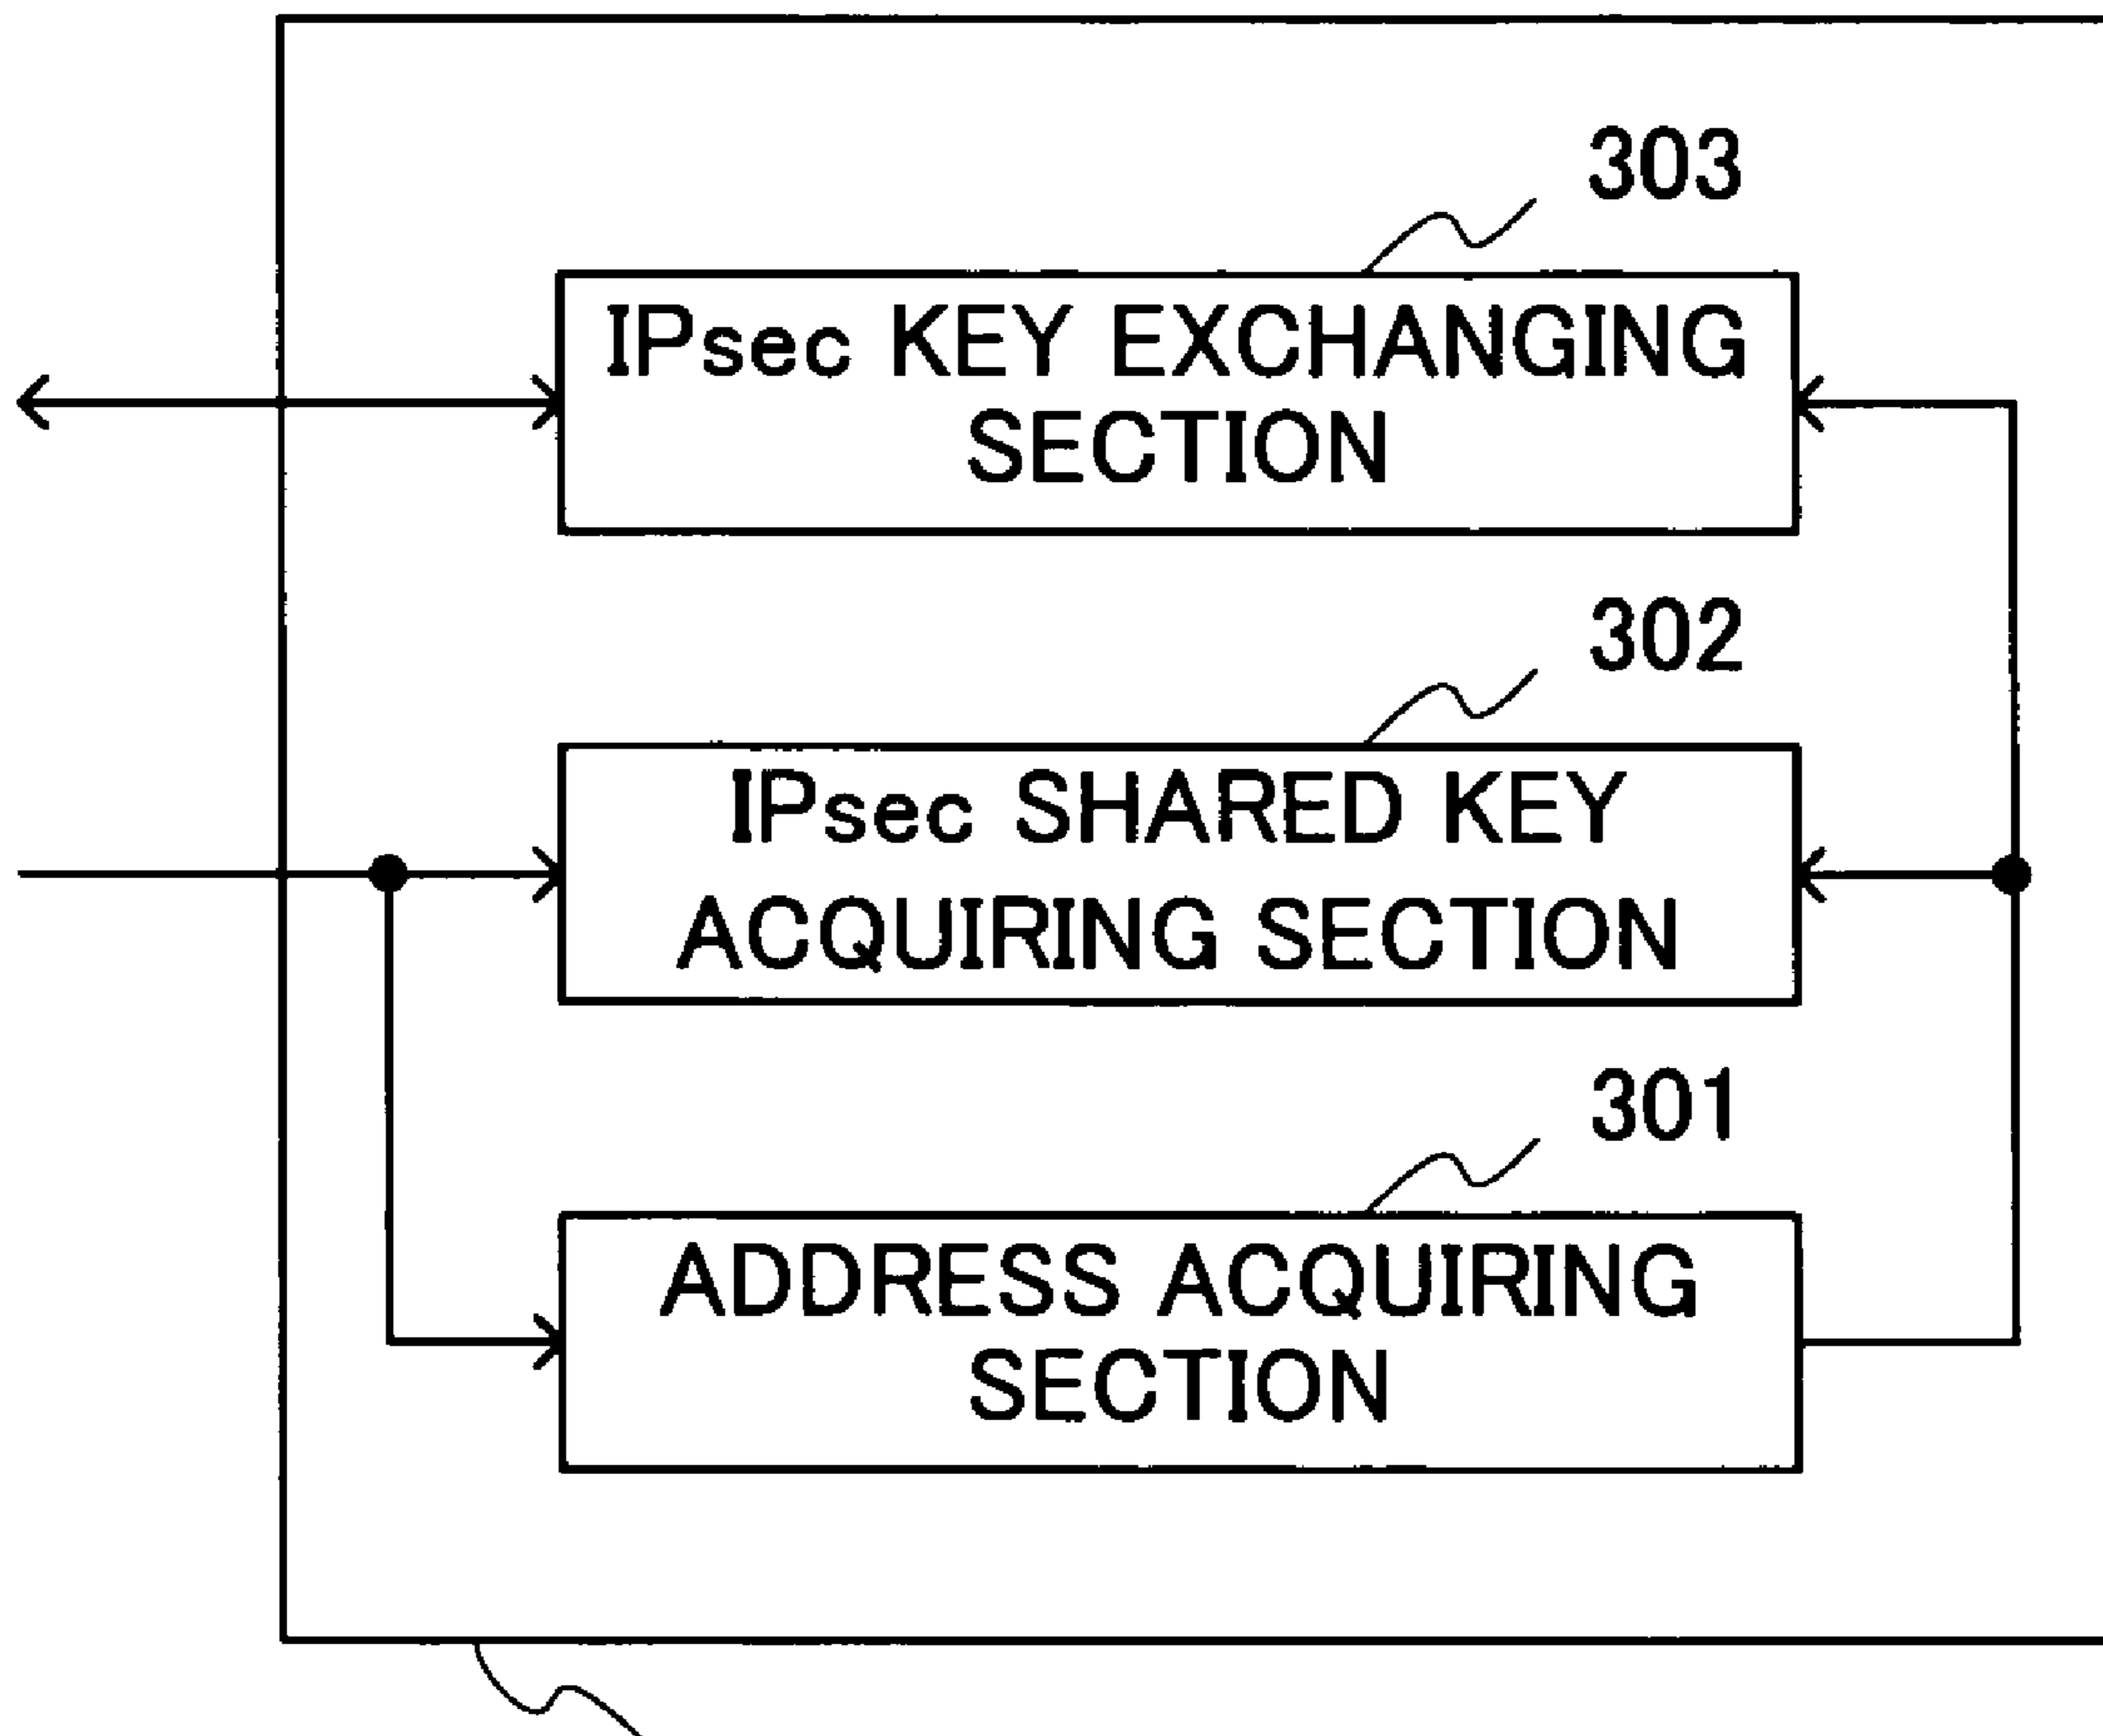 303
IPsec KEY EXCHANGING
SECTION
302
IPsec SHARED KEY
ACQUIRING SECTION
301
ADDRESS ACQUIRING
SECTION